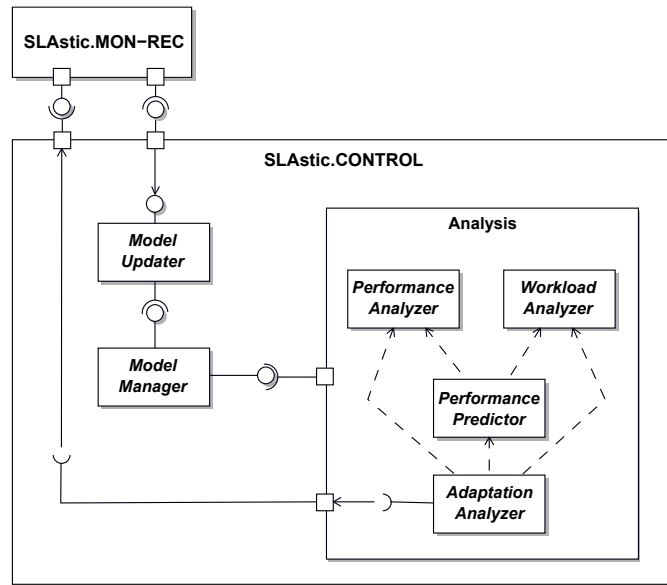 SLAstic.MON−REC
SLAstic.CONTROL
Analysis
Model
Updater
Performance
Analyzer
Workload
Analyzer
Model
Manager
Performance
Predictor
Adaptation
Analyzer